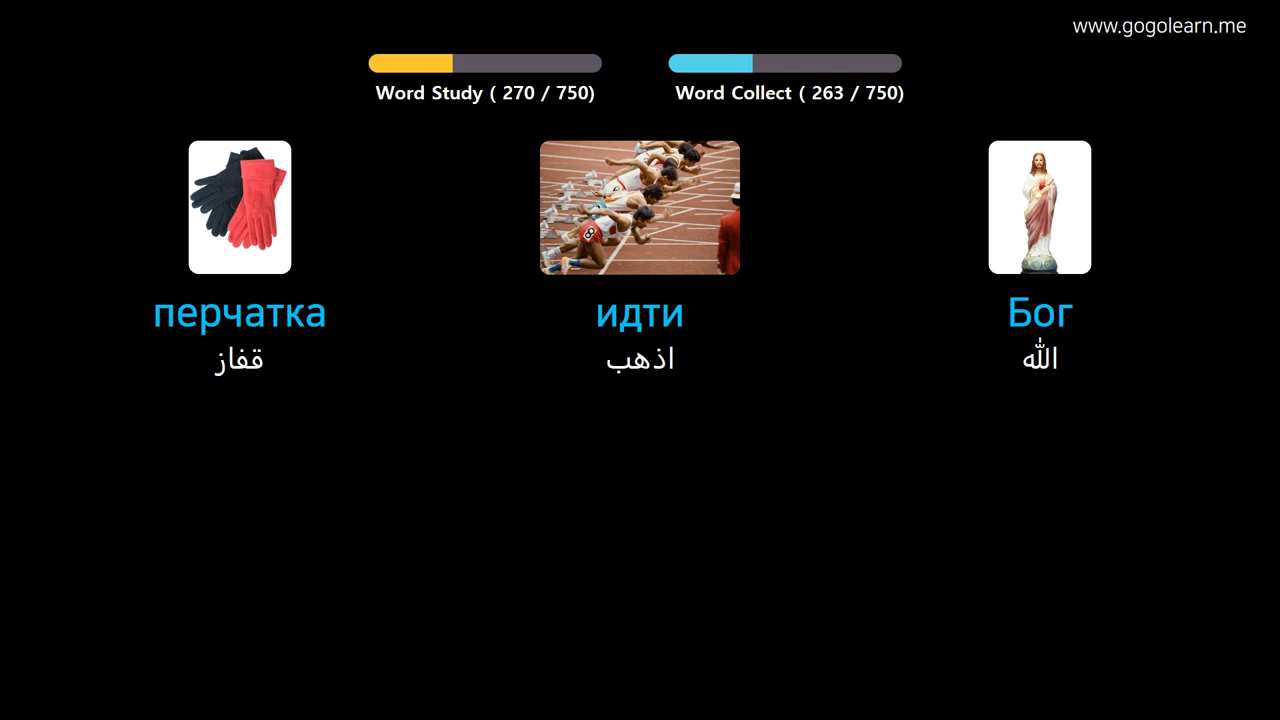 www.gogolearn.me
Word Study ( 270 / 750)
Word Collect ( 263 / 750)
перчатка
идти
Бог
قفاز
اذهب
الله